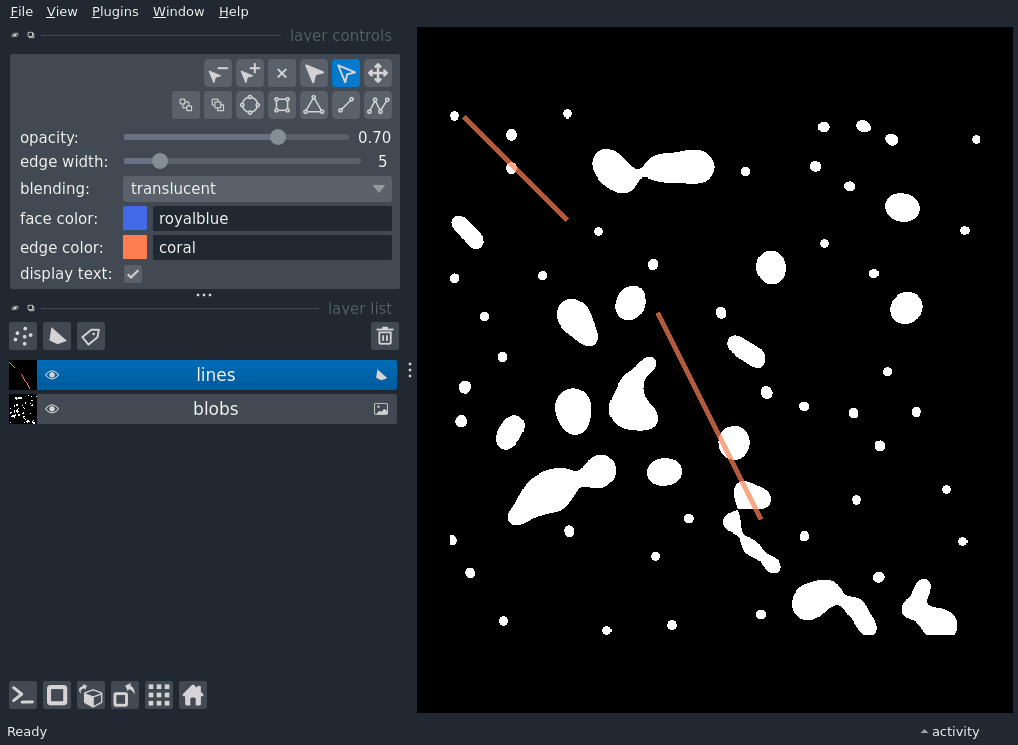 File View Plugins Window Help
layer controls
opacity: 0.70
edge width: 5
blending: translucent
face color: royalblue
edge color: coral
display text:
layer list
lines
blobs
Ready
activity